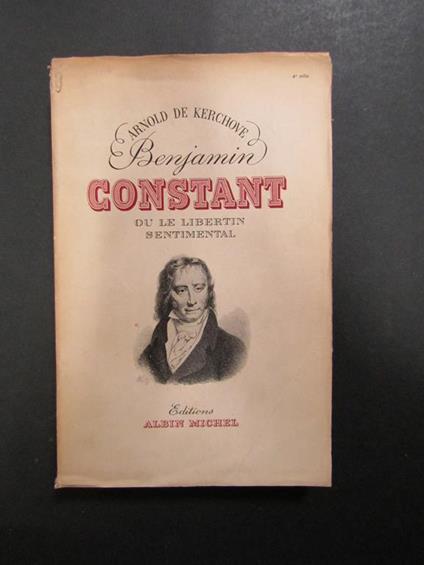 ARNOLD DE KERCHOVE
Benjamin
CONSTANT
OU LE LIBERTIN
SENTIMENTAL
Editions
ALBIN MICHEL